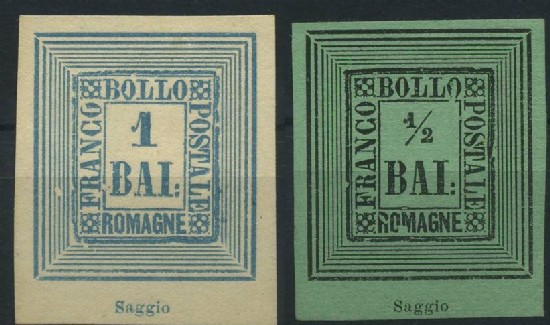 BOLLO
FRANCO
1
BAI:
POSTALE
ROMAGNE
Saggio
BOLLO
FRANCO
½
BAI:
POSTALE
ROMAGNE
Saggio